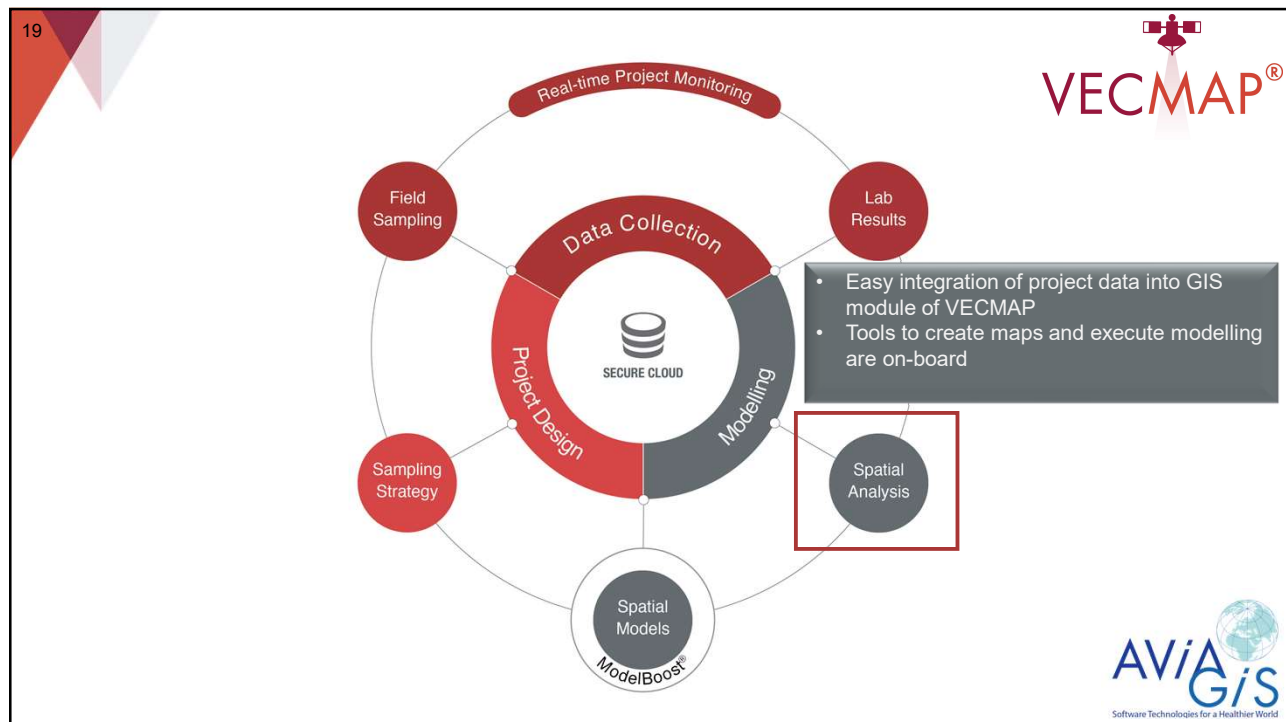 19
VECMAP®
Real-time Project Monitoring
Field
Sampling
Lab
Results
Data Collection
• Easy integration of project data into GIS
module of VECMAP
• Tools to create maps and execute modelling
are on-board
SECURE CLOUD
Project Design
Modelling
Sampling
Strategy
Spatial
Analysis
Spatial
Models
ModelBoost®
AViA
GiS
Software Technologies for a Healthier World